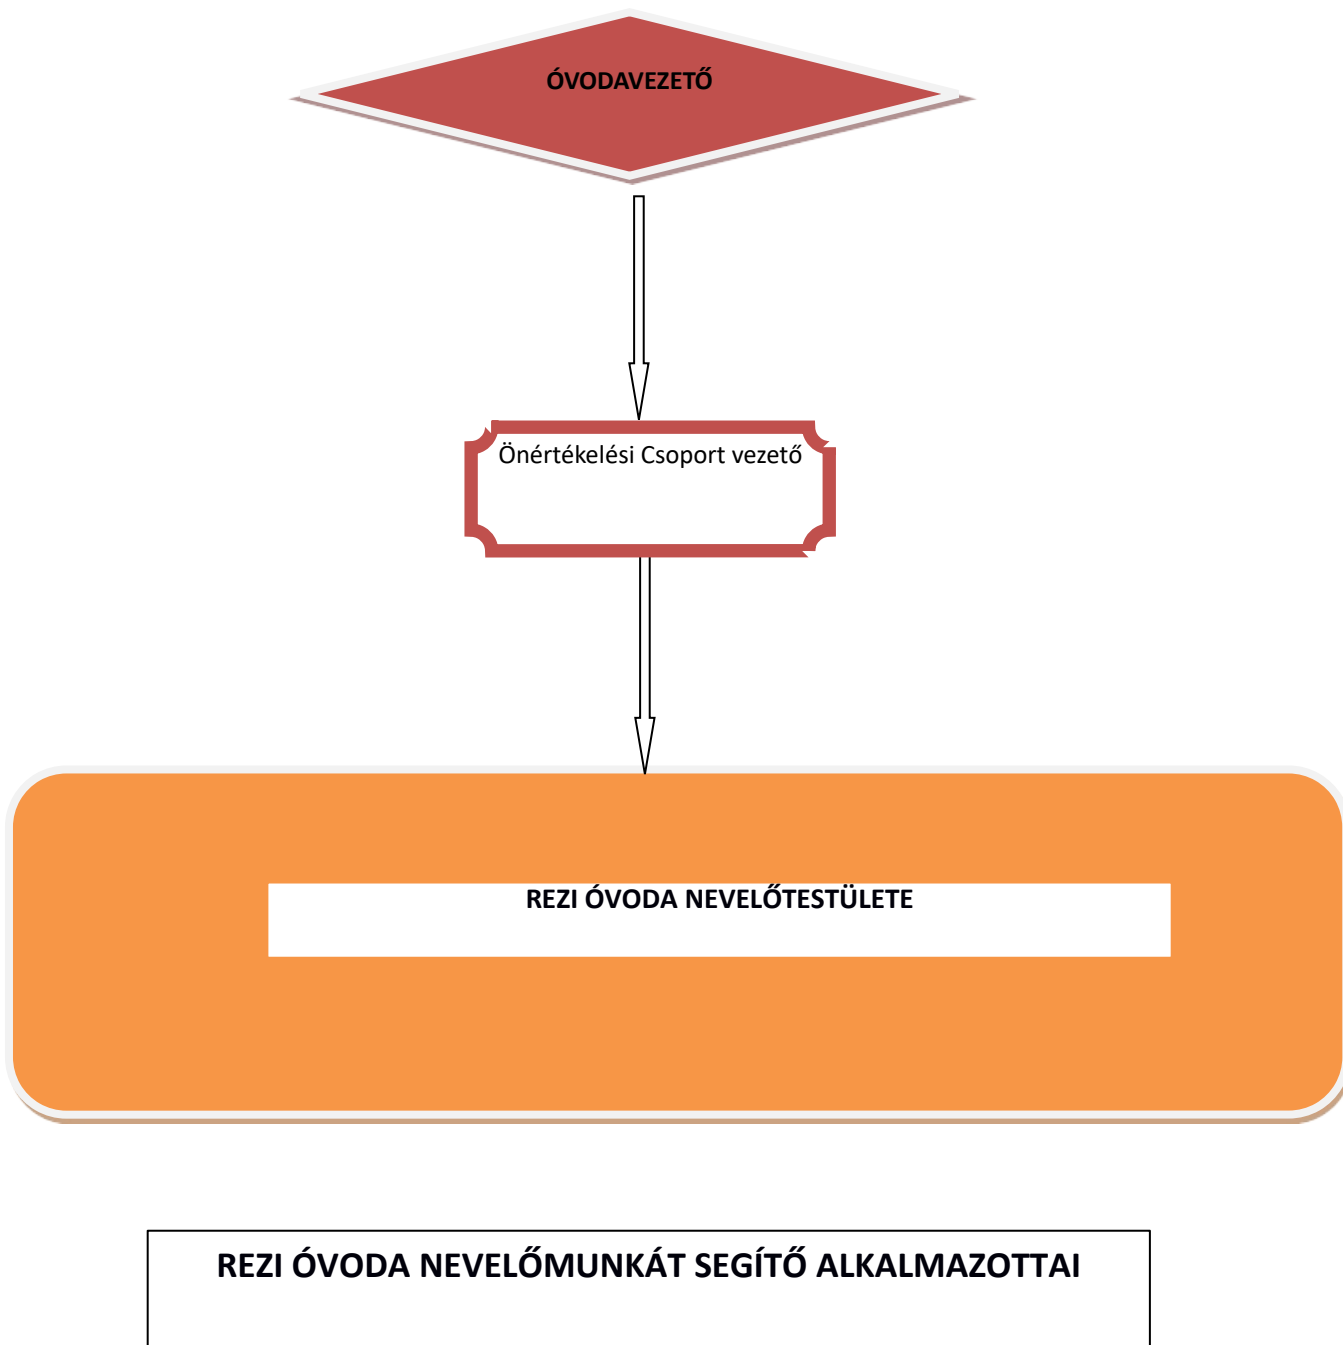 ÓVODAVEZETŐ
Önértékelési Csoport vezető
REZI ÓVODA NEVELŐTESTÜLETE
REZI ÓVODA NEVELŐMUNKÁT SEGÍTŐ ALKALMAZOTTAI